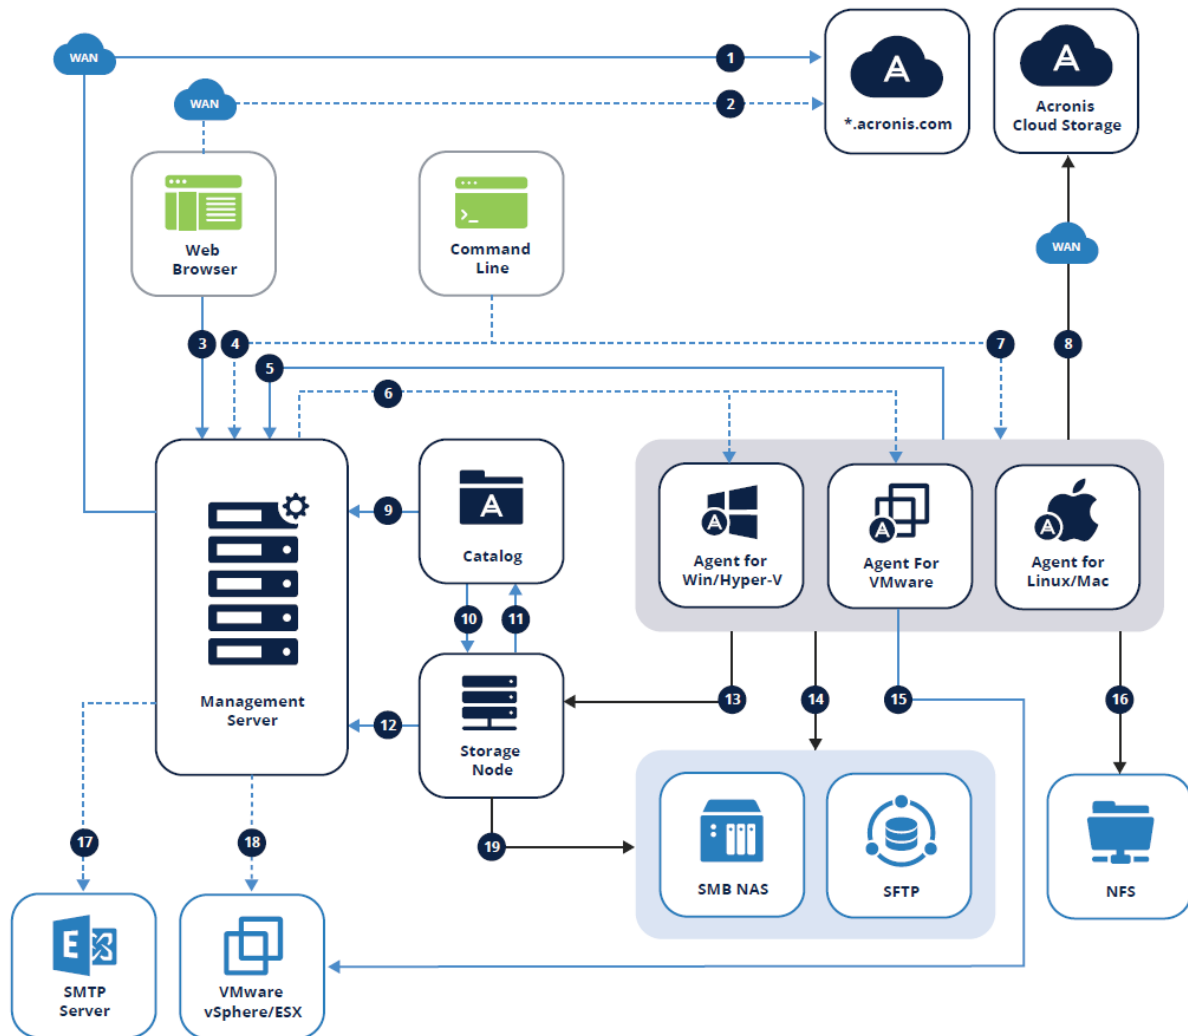 WAN
1
WAN
2
*.acronis.com
Acronis
Cloud Storage
Web
Browser
Command
Line
WAN
3
4
5
6
7
8
9
Catalog
Agent for
Win/Hyper-V
Agent For
VMware
Agent for
Linux/Mac
10
11
Management
Server
12
Storage
Node
13
14
15
16
17
18
19
SMB NAS
SFTP
NFS
E
SMTP
Server
VMware
vSphere/ESX